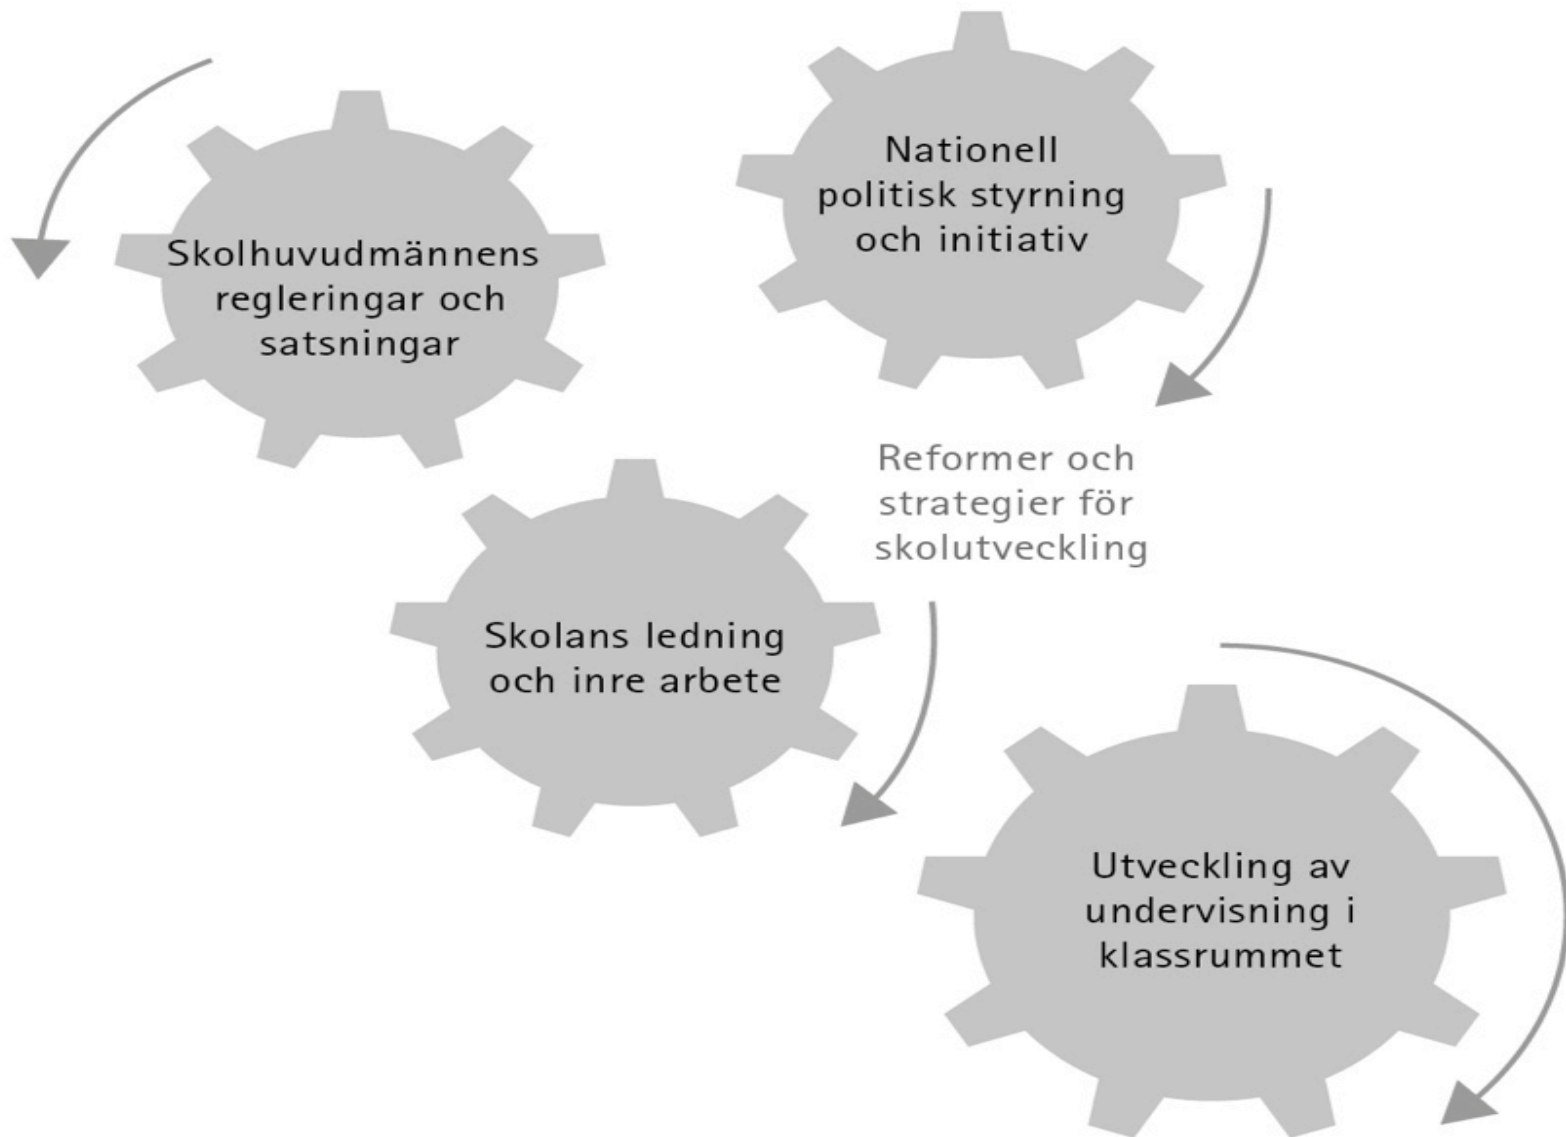 Nationell
politisk styrning
och initiativ
Skolhuvudmännens
regleringar och
satsningar
Reformer och
strategier för
skolutveckling
Skolans ledning
och inre arbete
Utveckling av
undervisning i
klassrummet